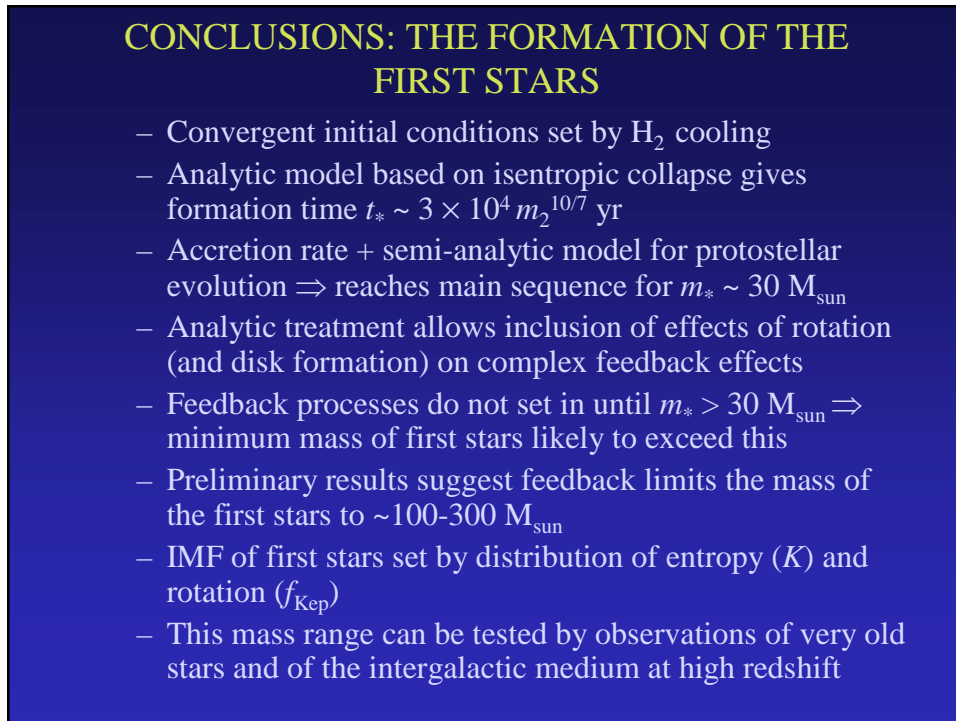 CONCLUSIONS: THE FORMATION OF THE
FIRST STARS
– Convergent initial conditions set by H₂ cooling
– Analytic model based on isentropic collapse gives
formation time t* ~ 3 × 10⁴ m₂^10/7 yr
– Accretion rate + semi-analytic model for protostellar
evolution ⇒ reaches main sequence for m* ~ 30 M_sun
– Analytic treatment allows inclusion of effects of rotation
(and disk formation) on complex feedback effects
– Feedback processes do not set in until m* > 30 M_sun ⇒
minimum mass of first stars likely to exceed this
– Preliminary results suggest feedback limits the mass of
the first stars to ~100-300 M_sun
– IMF of first stars set by distribution of entropy (K) and
rotation (f_Kep)
– This mass range can be tested by observations of very old
stars and of the intergalactic medium at high redshift